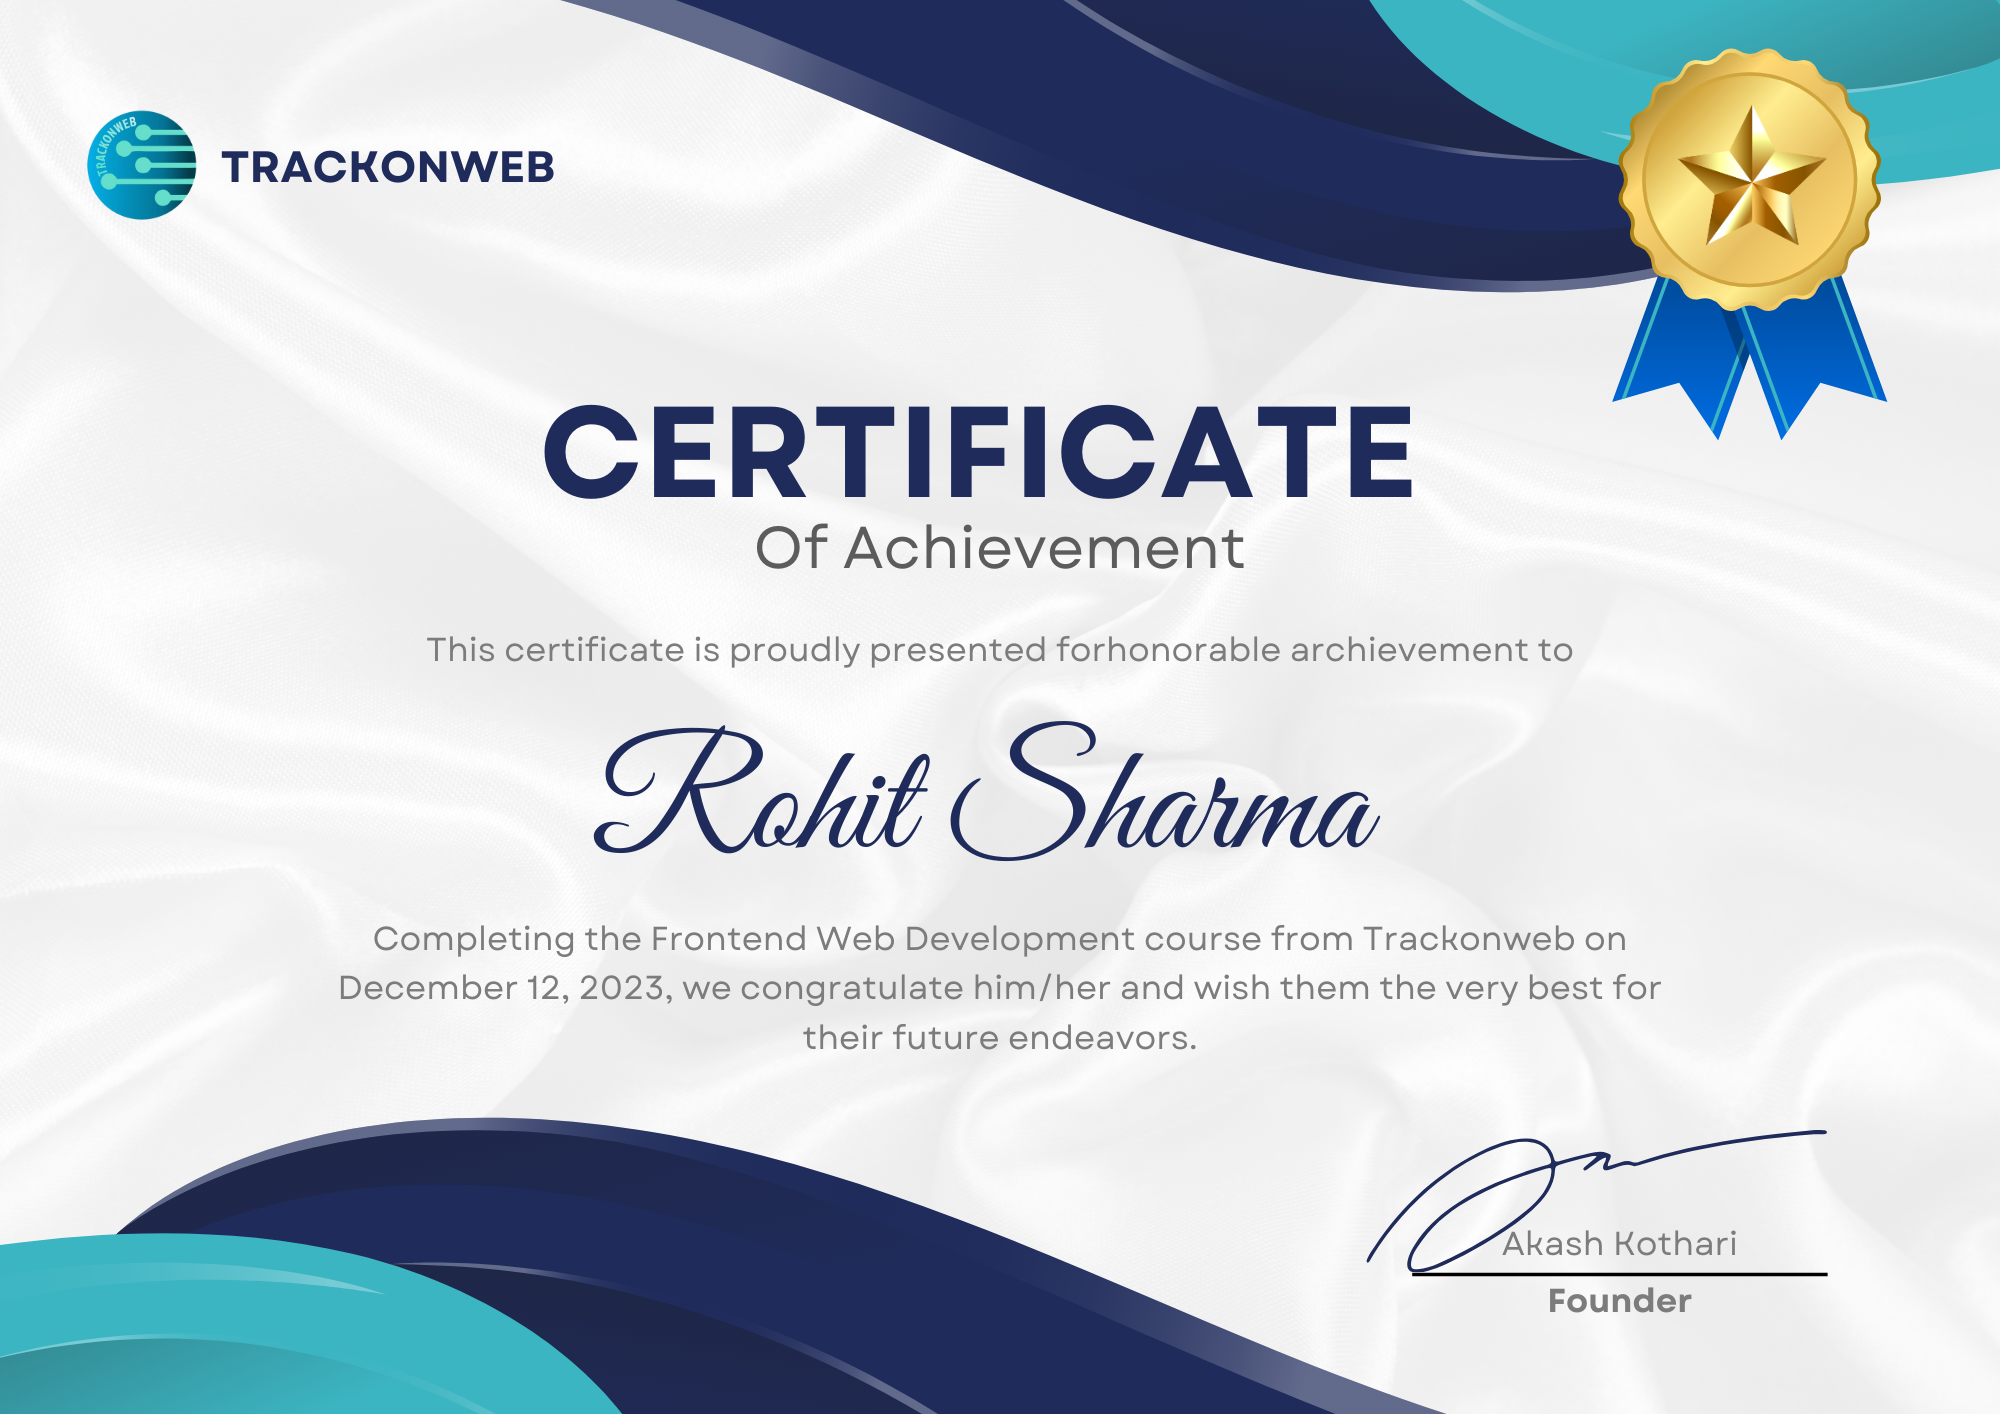 TRACKONWEB
TRACKONWEB
CERTIFICATE
Of Achievement
This certificate is proudly presented forhonorable archievement to
Rohit Sharma
Completing the Frontend Web Development course from Trackonweb on
December 12, 2023, we congratulate him/her and wish them the very best for
their future endeavors.
Akash Kothari
Founder